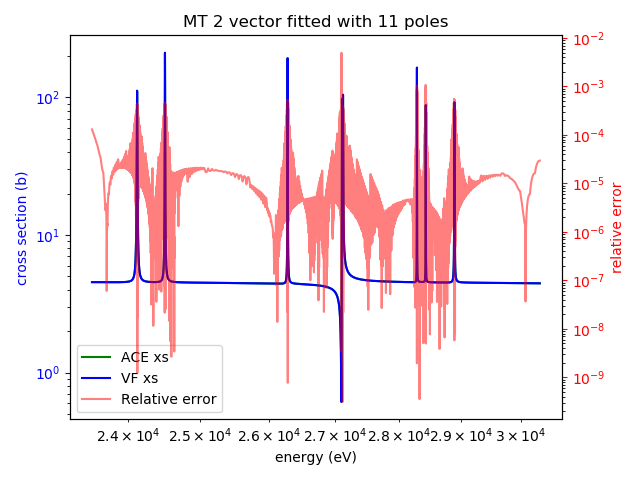 MT 2 vector fitted with 11 poles
10²
10¹
10⁰
cross section (b)
10⁻²
10⁻³
10⁻⁴
10⁻⁵
10⁻⁶
10⁻⁷
10⁻⁸
10⁻⁹
relative error
ACE xs
VF xs
Relative error
2.4 × 10⁴ 2.5 × 10⁴ 2.6 × 10⁴ 2.7 × 10⁴ 2.8 × 10⁴ 2.9 × 10⁴ 3 × 10⁴
energy (eV)